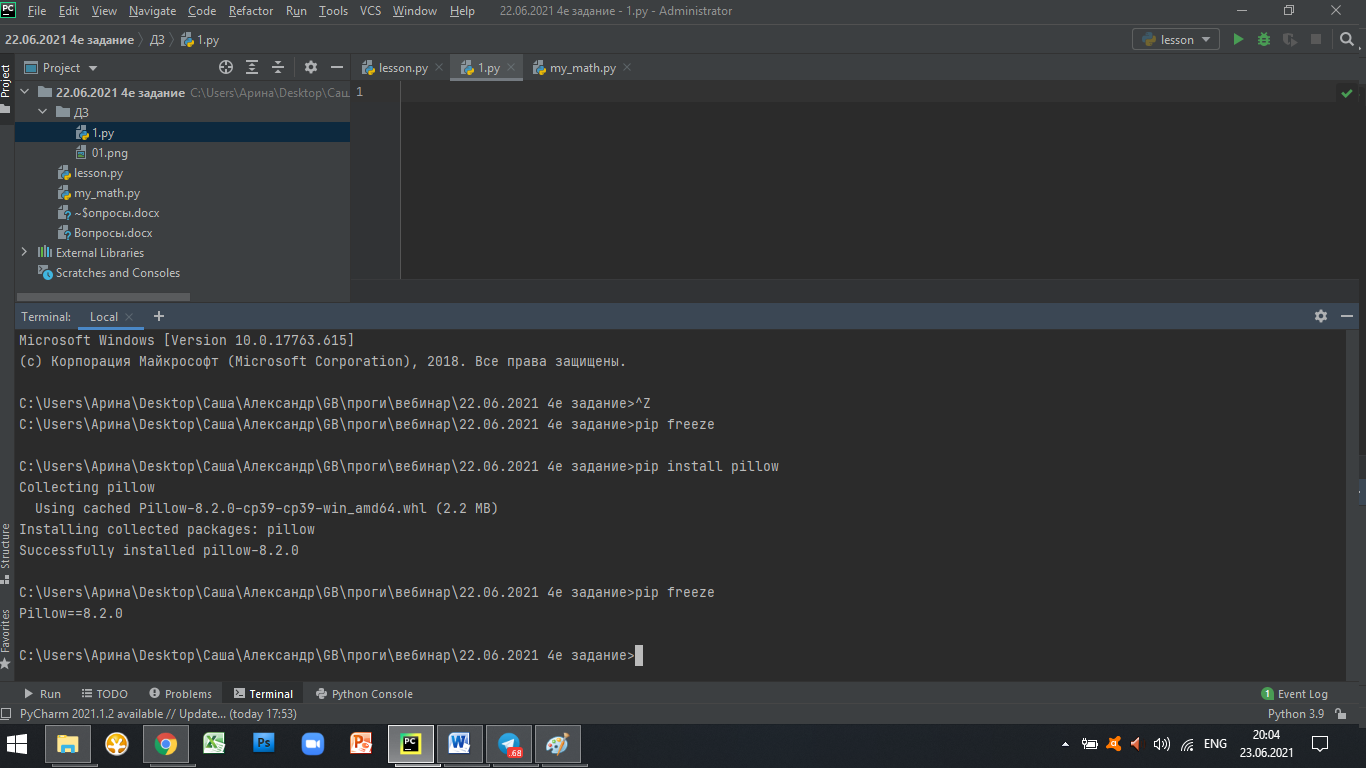 File Edit View Navigate Code Refactor Run Tools VCS Window Help 22.06.2021 4е задание - 1.py - Administrator
22.06.2021 4е задание ДЗ 1.py lesson
Project Project lesson.py 1.py my_math.py
22.06.2021 4е задание C:\Users\Арина\Desktop\Саш 1
ДЗ
1.py
01.png
lesson.py
my_math.py
~$опросы.docx
Вопросы.docx
External Libraries
Scratches and Consoles
Terminal: Local
Microsoft Windows [Version 10.0.17763.615]
(c) Корпорация Майкрософт (Microsoft Corporation), 2018. Все права защищены.
C:\Users\Арина\Desktop\Саша\Александр\GB\проги\вебинар\22.06.2021 4е задание>^Z
C:\Users\Арина\Desktop\Саша\Александр\GB\проги\вебинар\22.06.2021 4е задание>pip freeze
C:\Users\Арина\Desktop\Саша\Александр\GB\проги\вебинар\22.06.2021 4е задание>pip install pillow
Collecting pillow
Using cached Pillow-8.2.0-cp39-cp39-win_amd64.whl (2.2 MB)
Installing collected packages: pillow
Successfully installed pillow-8.2.0
C:\Users\Арина\Desktop\Саша\Александр\GB\проги\вебинар\22.06.2021 4е задание>pip freeze
Pillow==8.2.0
C:\Users\Арина\Desktop\Саша\Александр\GB\проги\вебинар\22.06.2021 4е задание>
Structure
Favorites
Run TODO Problems Terminal Python Console 1 Event Log
PyCharm 2021.1.2 available // Update... (today 17:53) Python 3.9
68 ENG 20:04
23.06.2021